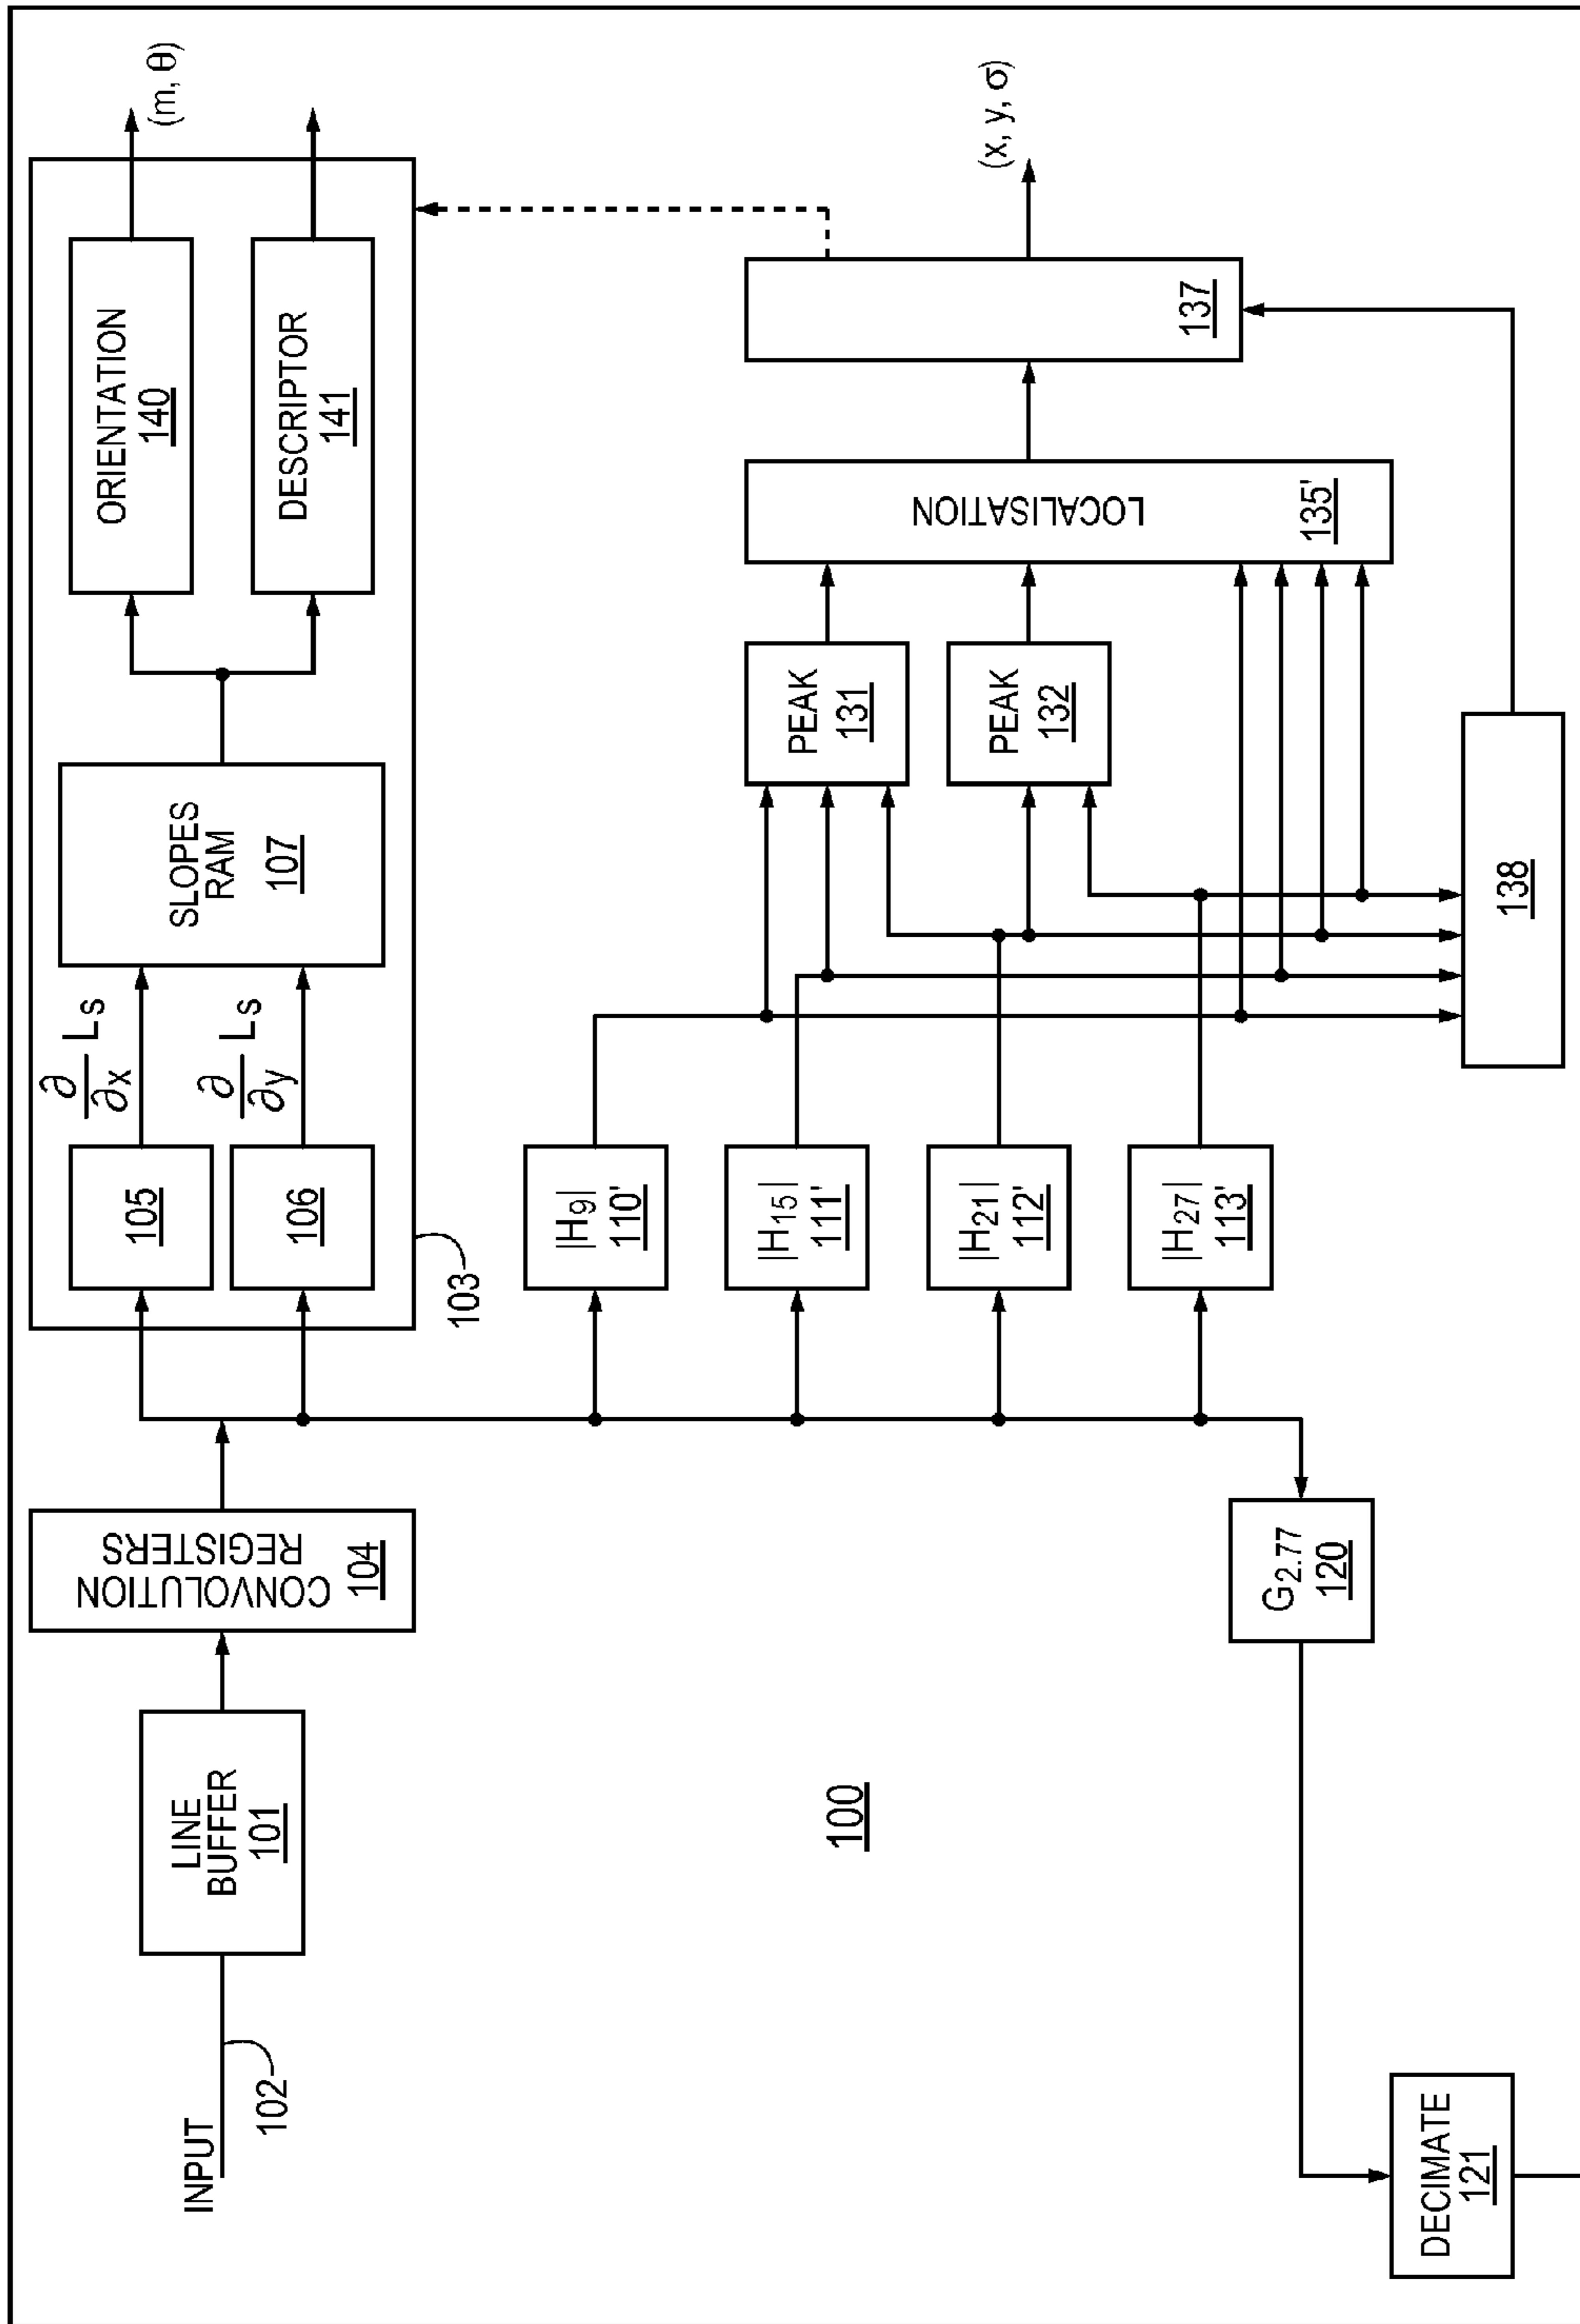 INPUT
102
LINE
BUFFER
101
CONVOLUTION
REGISTERS
104
105
106
∂/∂x Ls
∂/∂y Ls
SLOPES
RAM
107
ORIENTATION
140
DESCRIPTOR
141
(m, θ)
103
|H9|
110'
|H15|
111'
|H21|
112'
|H27|
113'
PEAK
131
PEAK
132
LOCALISATION
135'
137
(x, y, σ)
138
G2.77
120
DECIMATE
121
100